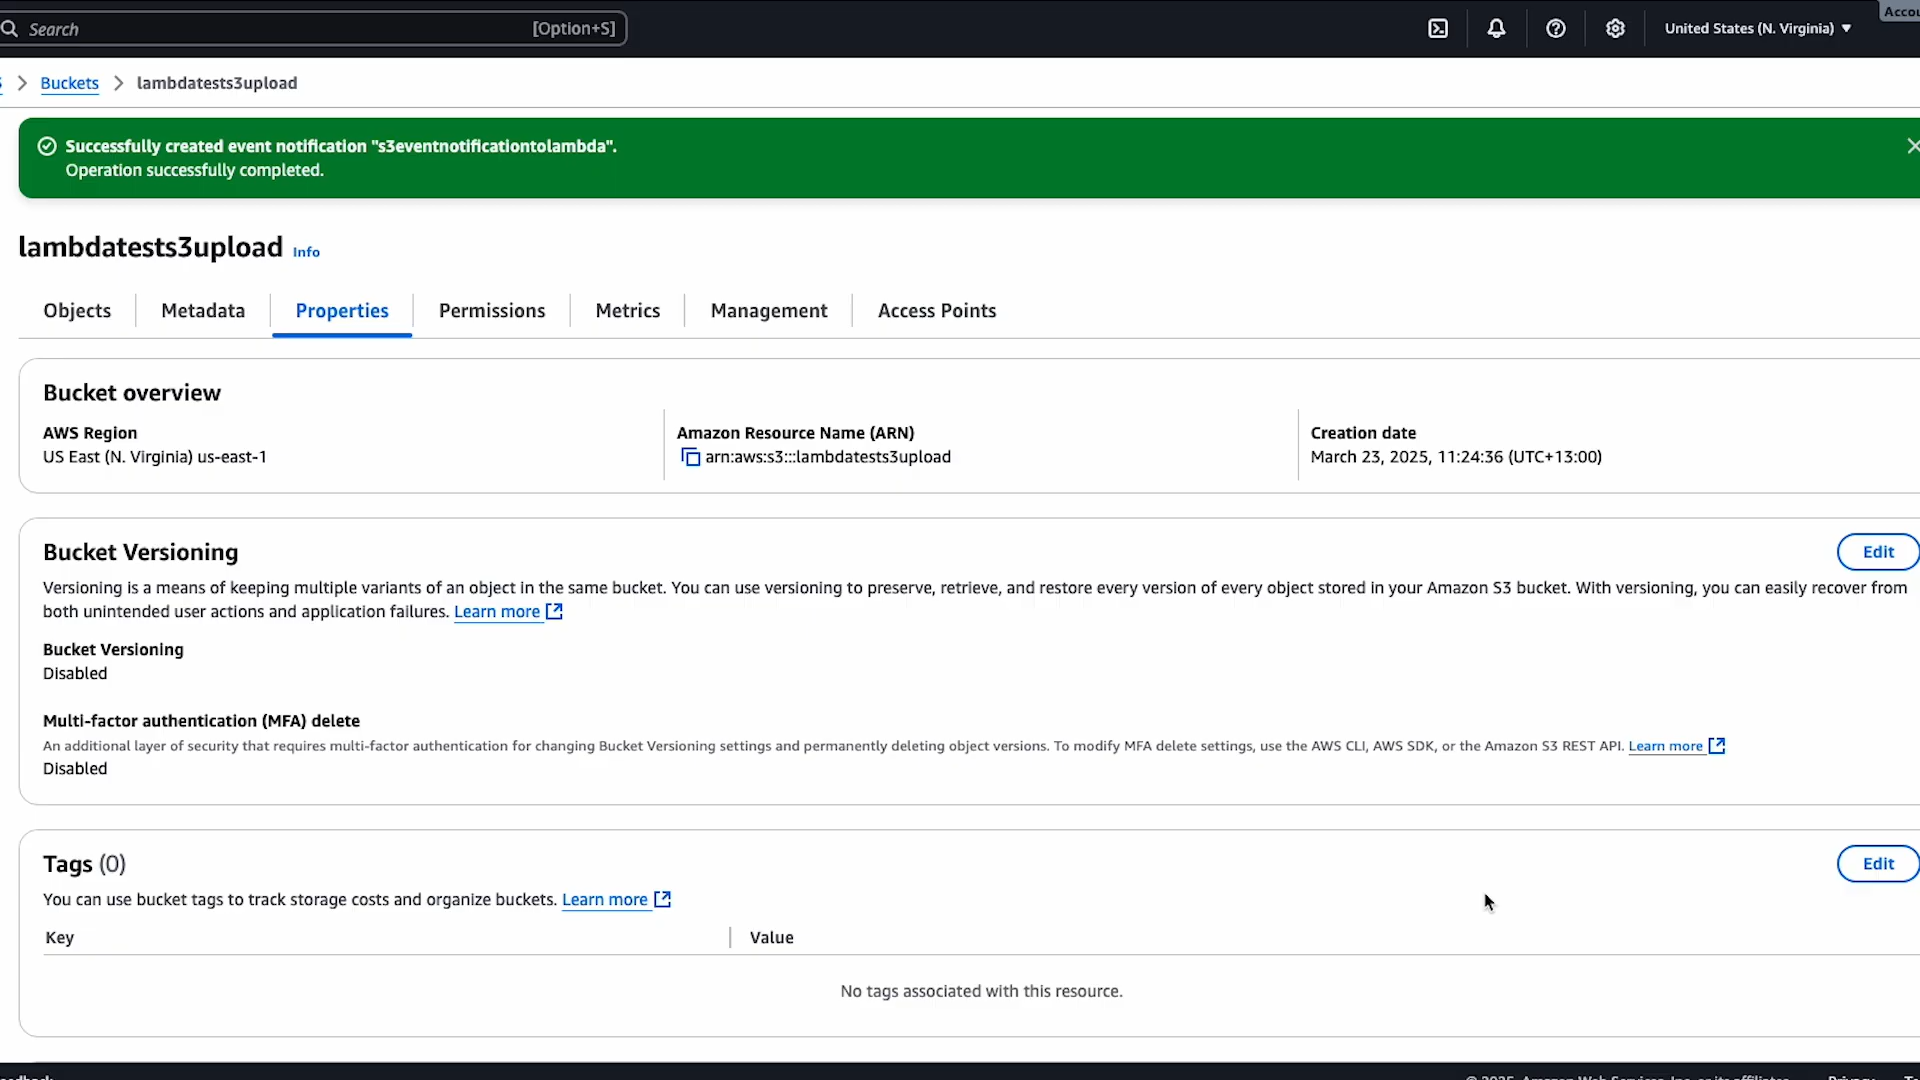 Search [Option+S] United States (N. Virginia)
Buckets lambdatests3upload
Successfully created event notification "s3eventnotificationtolambda".
Operation successfully completed.
lambdatests3upload Info
Objects Metadata Properties Permissions Metrics Management Access Points
Bucket overview
AWS Region
US East (N. Virginia) us-east-1
Amazon Resource Name (ARN)
arn:aws:s3:::lambdatests3upload
Creation date
March 23, 2025, 11:24:36 (UTC+13:00)
Bucket Versioning
Edit
Versioning is a means of keeping multiple variants of an object in the same bucket. You can use versioning to preserve, retrieve, and restore every version of every object stored in your Amazon S3 bucket. With versioning, you can easily recover from
both unintended user actions and application failures. Learn more
Bucket Versioning
Disabled
Multi-factor authentication (MFA) delete
An additional layer of security that requires multi-factor authentication for changing Bucket Versioning settings and permanently deleting object versions. To modify MFA delete settings, use the AWS CLI, AWS SDK, or the Amazon S3 REST API. Learn more
Disabled
Tags (0)
Edit
You can use bucket tags to track storage costs and organize buckets. Learn more
Key Value
No tags associated with this resource.